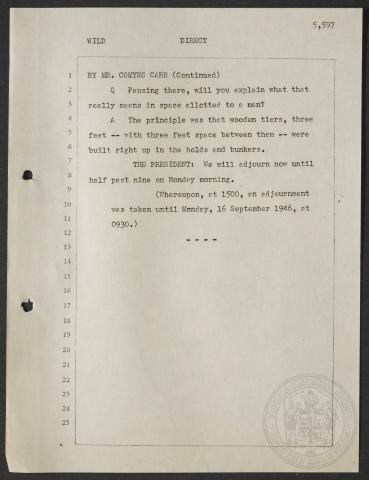 5,597
WILD DIRECT
1 BY MR. COMYNS CARR (Continued)
2 Q Pausing there, will you explain what that
3 really means in space allotted to a man?
4 A The principle was that wooden tiers, three
5 feet -- with three feet space between them -- were
6 built right up in the holds and bunkers.
7 THE PRESIDENT: We will adjourn now until
8 half past nine on Monday morning.
9 (Whereupon, at 1500, an adjournment
10 was taken until Monday, 16 September 1946, at
11 0930.)
12 - - - -
13
14
15
16
17
18
19
20
21
22
23
24
25